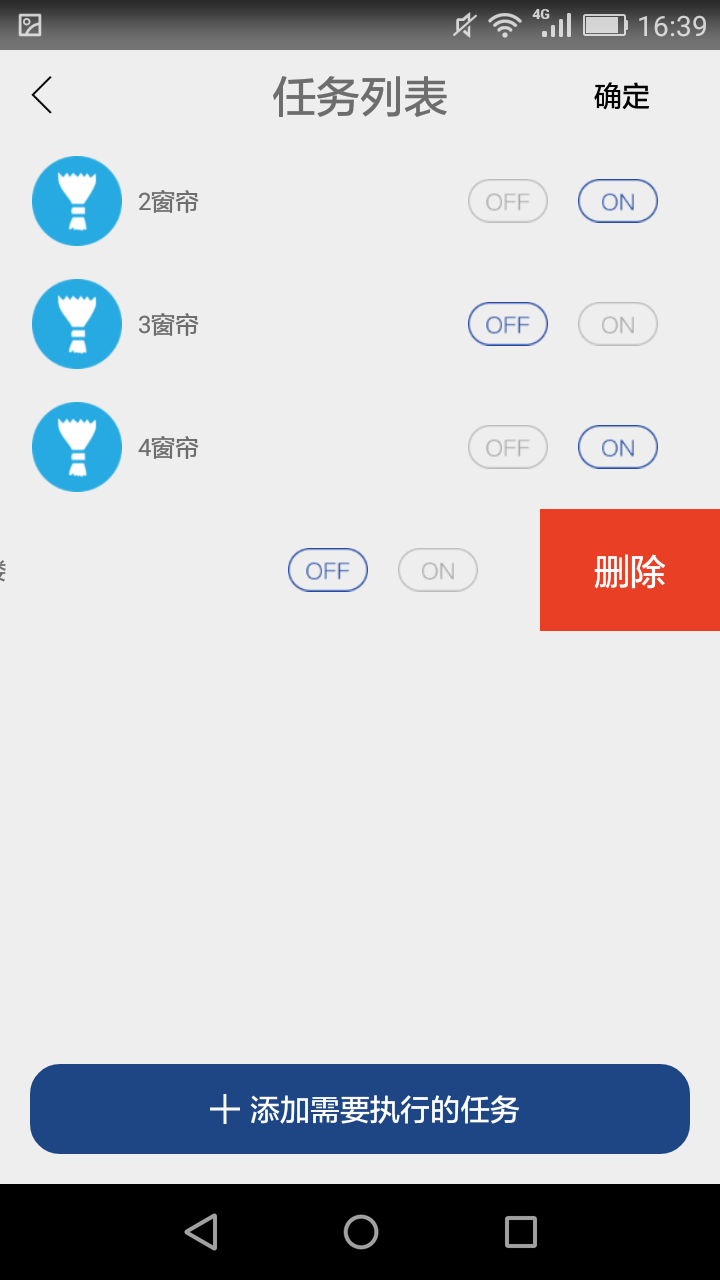 4G 16:39
任务列表 确定
2窗帘 OFF ON
3窗帘 OFF ON
4窗帘 OFF ON
OFF ON 删除
添加需要执行的任务